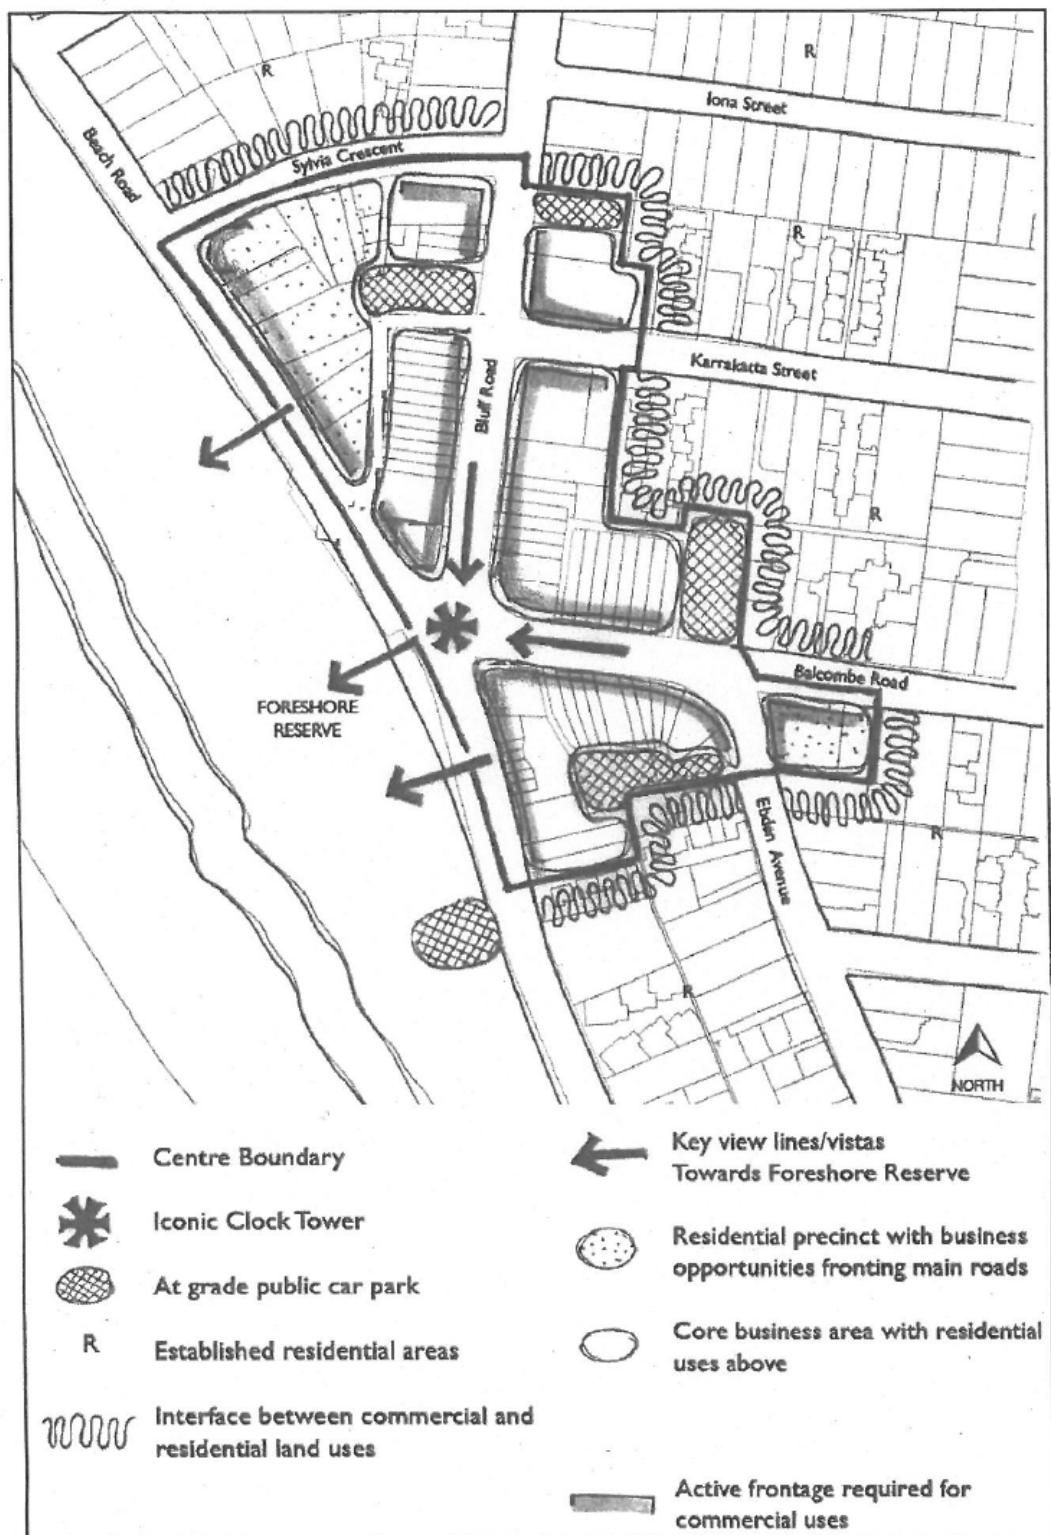 R
R
Iona Street
Beach Road
Sylvia Crescent
R
Karrakatta Street
Bluff Road
R
Balcombe Road
FORESHORE
RESERVE
Ebden Avenue
R
R
NORTH
Centre Boundary
Iconic Clock Tower
At grade public car park
R
Established residential areas
Interface between commercial and
residential land uses
Key view lines/vistas
Towards Foreshore Reserve
Residential precinct with business
opportunities fronting main roads
Core business area with residential
uses above
Active frontage required for
commercial uses